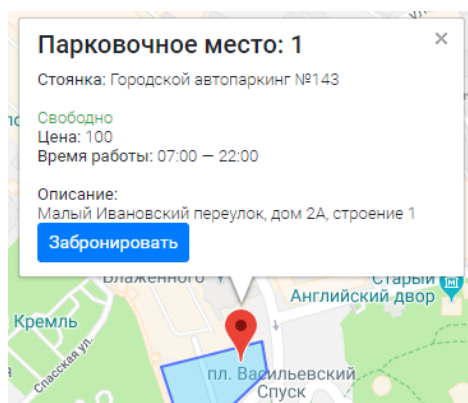 Парковочное место: 1
×
Стоянка: Городской автопаркинг №143
Свободно
Цена: 100
Время работы: 07:00 — 22:00
Описание:
Малый Ивановский переулок, дом 2А, строение 1
Забронировать
Блаженного
Старый
Английский двор
Кремль
Спасская ул.
пл. Васильевский
Спуск